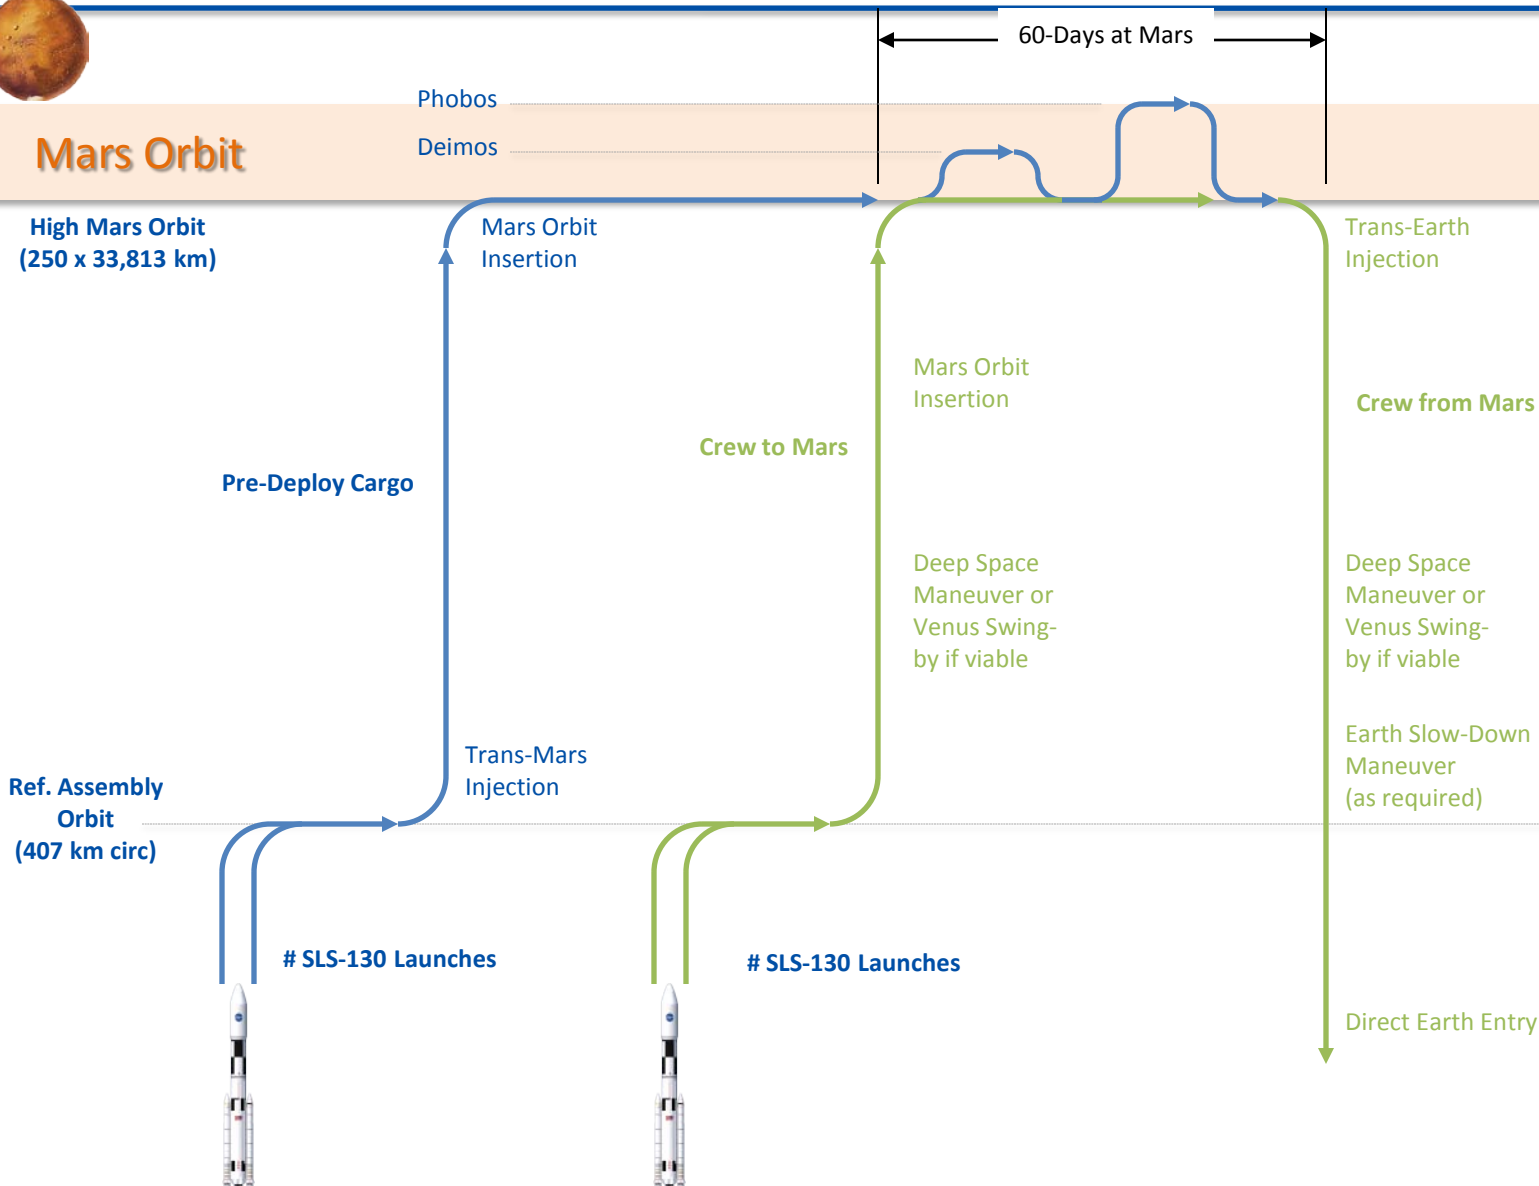 60-Days at Mars
Phobos
Deimos
Mars Orbit
High Mars Orbit
(250 x 33,813 km)
Mars Orbit
Insertion
Trans-Earth
Injection
Mars Orbit
Insertion
Crew from Mars
Crew to Mars
Pre-Deploy Cargo
Deep Space
Maneuver or
Venus Swing-
by if viable
Deep Space
Maneuver or
Venus Swing-
by if viable
Trans-Mars
Injection
Earth Slow-Down
Maneuver
(as required)
Ref. Assembly
Orbit
(407 km circ)
# SLS-130 Launches
# SLS-130 Launches
Direct Earth Entry